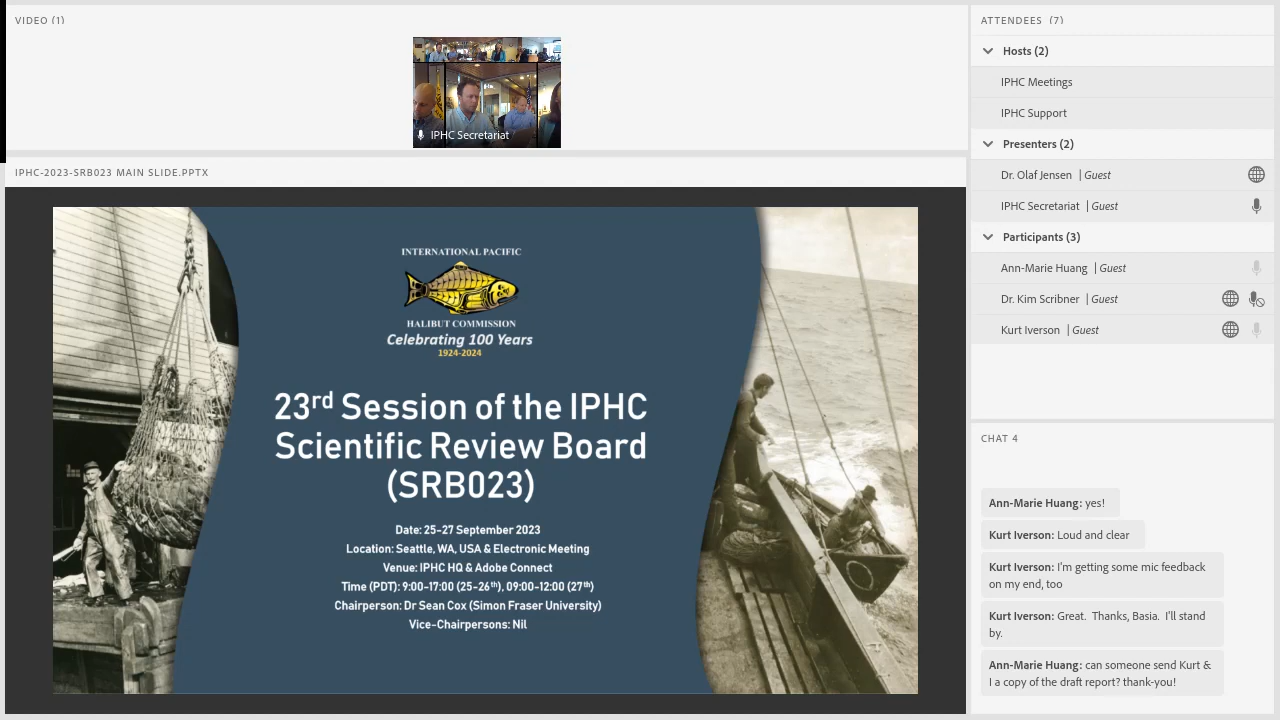 VIDEO (1)
IPHC Secretariat
IPHC-2023-SRB023 MAIN SLIDE.PPTX
INTERNATIONAL PACIFIC
HALIBUT COMMISSION
Celebrating 100 Years
1924-2024
23rd Session of the IPHC
Scientific Review Board
(SRB023)
Date: 25-27 September 2023
Location: Seattle, WA, USA & Electronic Meeting
Venue: IPHC HQ & Adobe Connect
Time (PDT): 9:00-17:00 (25-26th), 09:00-12:00 (27th)
Chairperson: Dr Sean Cox (Simon Fraser University)
Vice-Chairpersons: Nil
ATTENDEES (7)
Hosts (2)
IPHC Meetings
IPHC Support
Presenters (2)
Dr. Olaf Jensen | Guest
IPHC Secretariat | Guest
Participants (3)
Ann-Marie Huang | Guest
Dr. Kim Scribner | Guest
Kurt Iverson | Guest
CHAT 4
Ann-Marie Huang: yes!
Kurt Iverson: Loud and clear
Kurt Iverson: I'm getting some mic feedback
on my end, too
Kurt Iverson: Great. Thanks, Basia. I'll stand
by.
Ann-Marie Huang: can someone send Kurt &
I a copy of the draft report? thank-you!